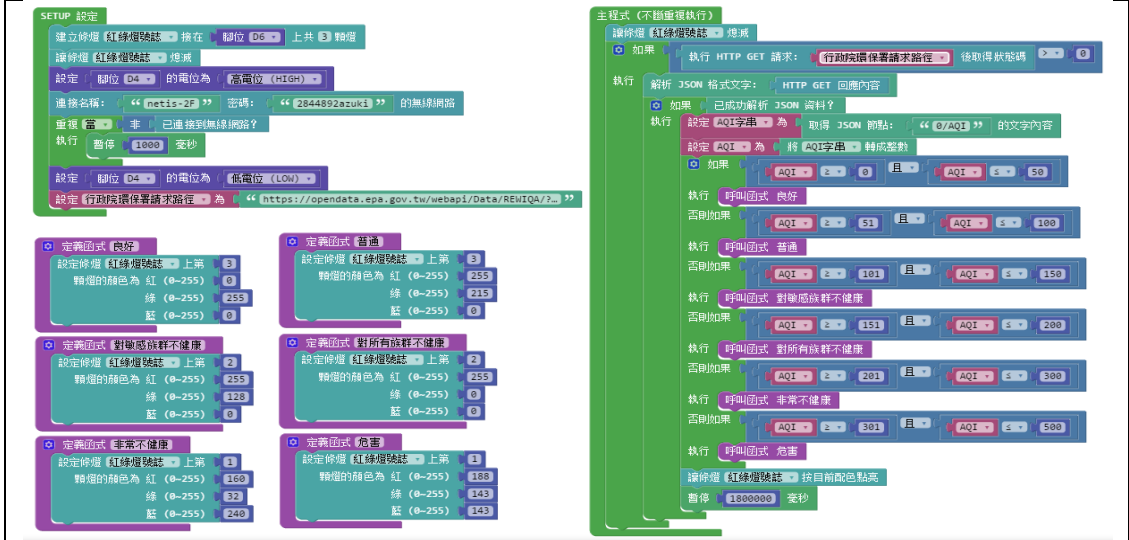 SETUP 設定
建立修燈 紅綠燈號誌 接在 腳位 D6 上共 3 顆燈
讓修燈 紅綠燈號誌 熄滅
設定 腳位 D4 的電位為 高電位 (HIGH)
連接名稱: “ netis-2F ” 密碼: “ 2844892azuki ” 的無線網路
重複 當 非 已連接到無線網路?
執行 暫停 1000 毫秒
設定 腳位 D4 的電位為 低電位 (LOW)
設定 行政院環保署請求路徑 為 “ https://opendata.epa.gov.tw/webapi/Data/REWIQA/?… ”
定義函式 良好
設定修燈 紅綠燈號誌 上第 3
顆燈的顏色為 紅 (0~255) 0
綠 (0~255) 255
藍 (0~255) 0
定義函式 普通
設定修燈 紅綠燈號誌 上第 3
顆燈的顏色為 紅 (0~255) 255
綠 (0~255) 215
藍 (0~255) 0
定義函式 對敏感族群不健康
設定修燈 紅綠燈號誌 上第 2
顆燈的顏色為 紅 (0~255) 255
綠 (0~255) 128
藍 (0~255) 0
定義函式 對所有族群不健康
設定修燈 紅綠燈號誌 上第 2
顆燈的顏色為 紅 (0~255) 255
綠 (0~255) 0
藍 (0~255) 0
定義函式 非常不健康
設定修燈 紅綠燈號誌 上第 1
顆燈的顏色為 紅 (0~255) 160
綠 (0~255) 32
藍 (0~255) 240
定義函式 危害
設定修燈 紅綠燈號誌 上第 1
顆燈的顏色為 紅 (0~255) 188
綠 (0~255) 143
藍 (0~255) 143
主程式 (不斷重複執行)
讓修燈 紅綠燈號誌 熄滅
如果 執行 HTTP GET 請求: 行政院環保署請求路徑 後取得狀態碼 > 0
執行 解析 JSON 格式文字: HTTP GET 回應內容
如果 已成功解析 JSON 資料?
執行 設定 AQI字串 為 取得 JSON 節點: “ 0/AQI ” 的文字內容
設定 AQI 為 將 AQI字串 轉成整數
如果 AQI ≥ 0 且 AQI ≤ 50
執行 呼叫函式 良好
否則如果 AQI ≥ 51 且 AQI ≤ 100
執行 呼叫函式 普通
否則如果 AQI ≥ 101 且 AQI ≤ 150
執行 呼叫函式 對敏感族群不健康
否則如果 AQI ≥ 151 且 AQI ≤ 200
執行 呼叫函式 對所有族群不健康
否則如果 AQI ≥ 201 且 AQI ≤ 300
執行 呼叫函式 非常不健康
否則如果 AQI ≥ 301 且 AQI ≤ 500
執行 呼叫函式 危害
讓修燈 紅綠燈號誌 按目前配色點亮
暫停 1800000 毫秒